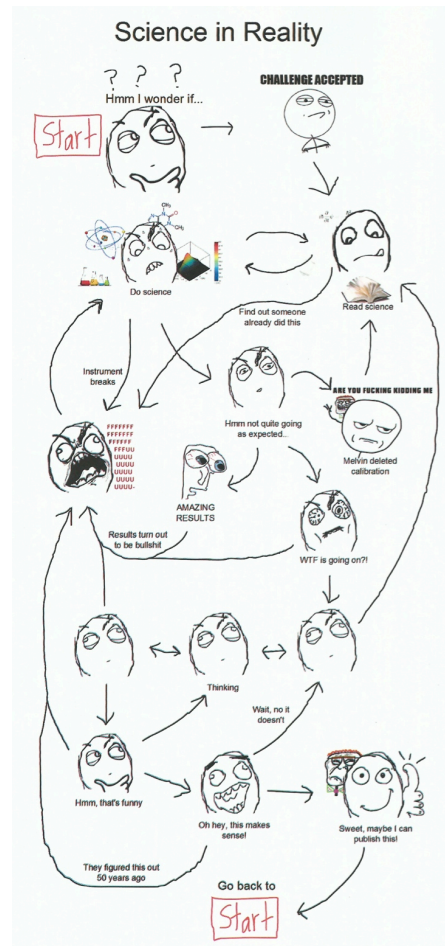 Science in Reality
? ? ?
Hmm I wonder if...
CHALLENGE ACCEPTED
Start
Do science
Read science
Find out someone
already did this
Instrument
breaks
ARE YOU FUCKING KIDDING ME
Hmm not quite going
as expected...
Melvin deleted
calibration
FFFFFFF
FFFFFFF
FFFFFF
FFFUU
UUUU
UUUU
UUUU
UUUU
UUUU-
AMAZING
RESULTS
Results turn out
to be bullshit
WTF is going on?!
Thinking
Wait, no it
doesn't
Hmm, that's funny
Oh hey, this makes
sense!
Sweet, maybe I can
publish this!
They figured this out
50 years ago
Go back to
Start